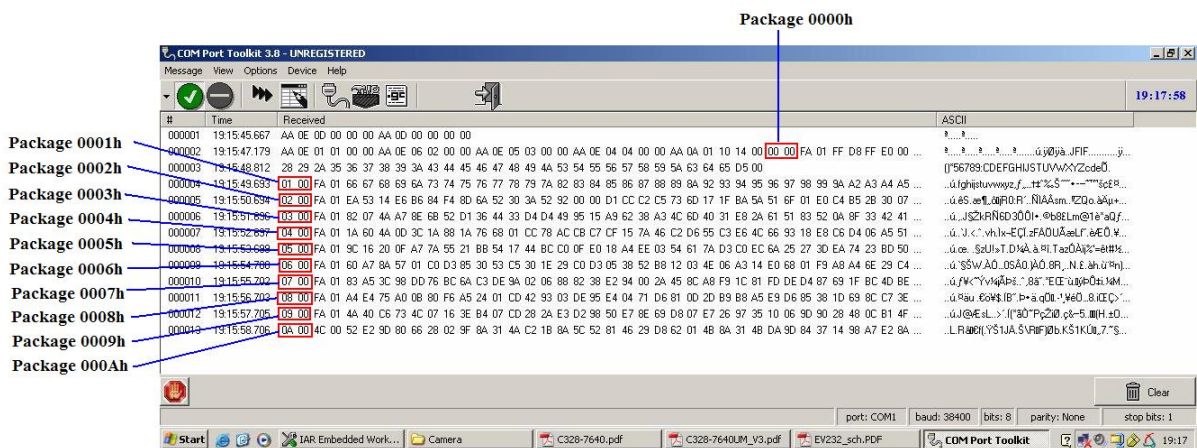 Package 0000h
COM Port Toolkit 3.8 - UNREGISTERED
Message View Options Device Help
19:17:58
# Time Received ASCII
Package 0001h
Package 0002h
Package 0003h
Package 0004h
Package 0005h
Package 0006h
Package 0007h
Package 0008h
Package 0009h
Package 000Ah
000001 19:15:45.667 AA 0E 0D 00 00 00 AA 0D 00 00 00 00
000002 19:15:47.179 AA 0E 01 01 00 00 AA 0E 06 02 00 00 AA 0E 05 03 00 00 AA 0E 04 04 00 00 AA 0A 01 10 14 00 00 00 FA 01 FF D8 FF E0 00 ...
000003 19:15:48.812 28 29 2A 35 36 37 38 39 3A 43 44 45 46 47 48 49 4A 53 54 55 56 57 58 59 5A 63 64 65 D5 00
000004 19:15:49.693 01 00 FA 01 66 67 68 69 6A 73 74 75 76 77 78 79 7A 82 83 84 85 86 87 88 89 8A 92 93 94 95 96 97 98 99 9A A2 A3 A4 A5 ...
02 00 FA 01 EA 53 14 E6 B6 84 F4 8D 6A 52 30 3A 52 92 00 00 D1 CC C2 C5 73 6D 17 1F BA 5A 51 6F 01 E0 C4 B5 2B 30 07 ...
03 00 FA 01 82 07 4A A7 8E 6B 52 D1 36 44 33 D4 D4 49 95 15 A9 62 38 A3 4C 6D 40 31 E8 2A 61 51 83 52 0A 8F 33 42 41 ...
04 00 FA 01 1A 60 4A 0D 3C 1A 88 1A 76 68 01 CC 78 AC CB C7 CF 15 7A 46 C2 D6 55 C3 E6 4C 66 93 18 E8 C6 D4 06 A5 51 ...
05 00 FA 01 9C 16 20 0F A7 7A 55 21 BB 54 17 44 BC C0 0F E0 18 A4 EE 03 54 61 7A D3 C0 EC 6A 25 27 3D EA 74 23 BD 50 ...
06 00 FA 01 60 A7 8A 57 01 C0 D3 85 30 53 C5 30 1E 29 C0 D3 05 38 52 B8 12 03 4E 06 A3 14 E0 68 01 F9 A8 A4 6E 29 C4 ...
000010 19:15:55.702 07 00 FA 01 83 A5 3C 98 DD 76 BC 6A C3 DE 9A 02 08 B8 82 38 E2 94 00 2A 45 8C A8 F9 1C 81 FD DE D4 87 69 1F BC 4D BE ...
000011 19:15:56.703 08 00 FA 01 A4 E4 75 A0 0B 80 F6 A5 24 01 CD 42 93 93 DE 95 E4 04 71 D6 81 0D 2D B9 B8 A5 E9 D6 85 38 1D 69 8C C7 3E ...
000012 19:15:57.705 09 00 FA 01 4A 40 C6 73 4C 07 16 3E B4 07 CD 28 2A E3 D2 98 50 E7 8E 69 D8 07 E7 26 97 35 10 06 9D 90 28 48 0C B1 4F ...
000013 19:15:58.706 0A 00 4C 00 52 E2 9D 80 66 28 02 9F 8A 31 4A C2 1B 8A 5C 52 81 46 29 D8 62 01 4B 8A 31 4B DA 9D 84 37 14 98 A7 E2 8A ...
Clear
port: COM1 baud: 38400 bits: 8 parity: None stop bits: 1
Start IAR Embedded Work... Camera C328-7640.pdf C328-7640UM_V3.pdf EV232_sch.PDF COM Port Toolkit 19:17